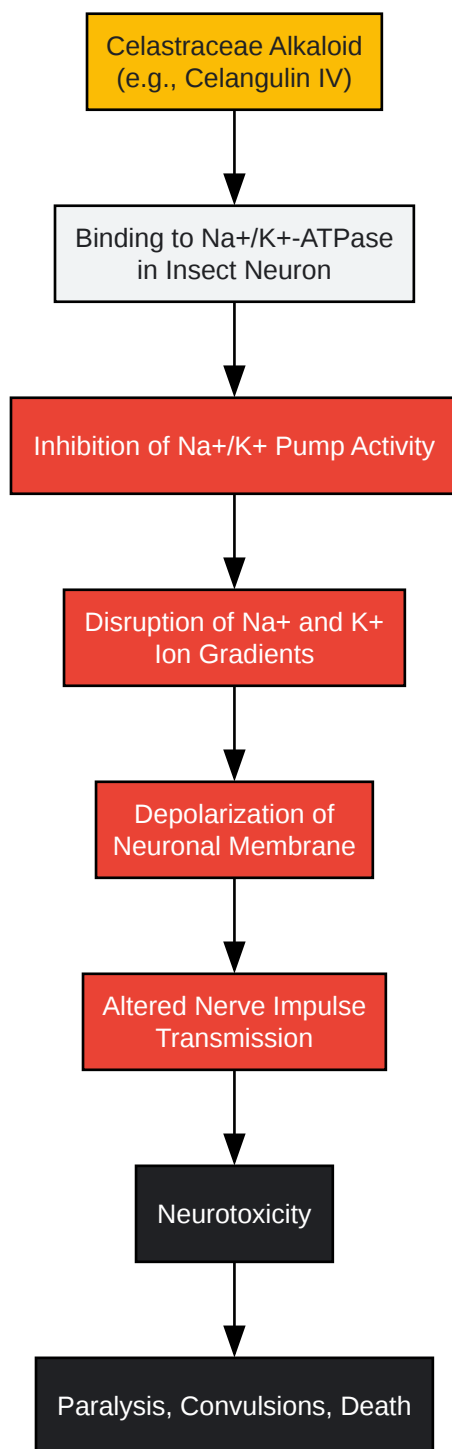 Celastraceae Alkaloid
(e.g., Celangulin IV)
Binding to Na+/K+-ATPase
in Insect Neuron
Inhibition of Na+/K+ Pump Activity
Disruption of Na+ and K+
Ion Gradients
Depolarization of
Neuronal Membrane
Altered Nerve Impulse
Transmission
Neurotoxicity
Paralysis, Convulsions, Death